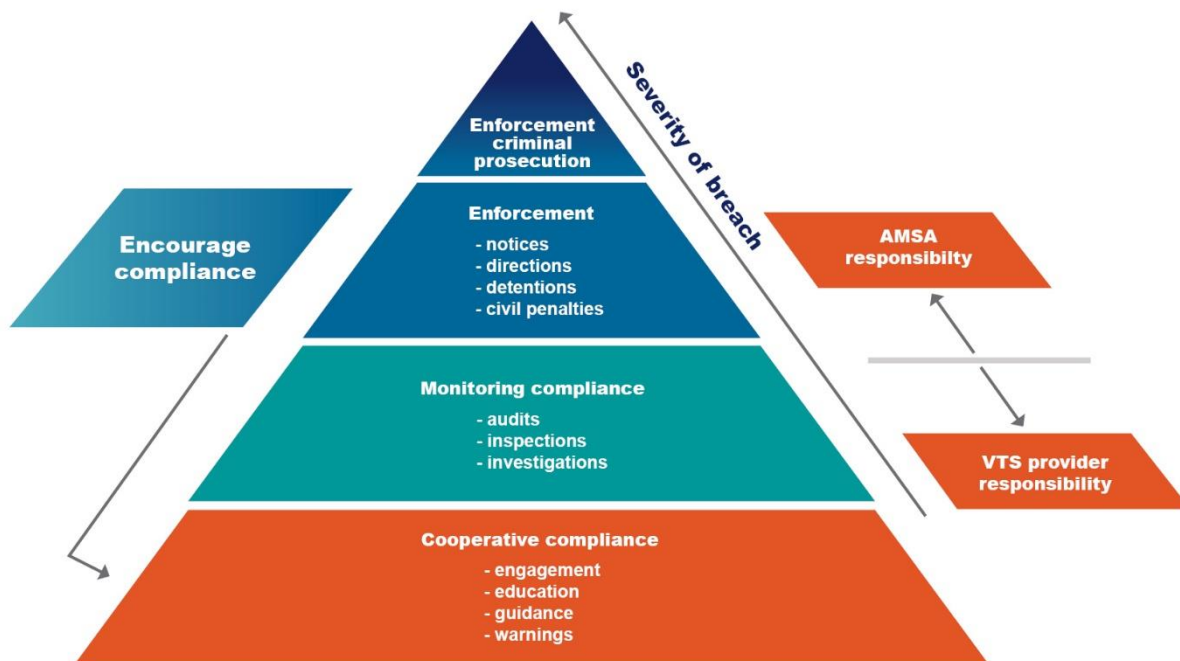 Enforcement
criminal
prosecution
Enforcement
- notices
- directions
- detentions
- civil penalties
Monitoring compliance
- audits
- inspections
- investigations
Cooperative compliance
- engagement
- education
- guidance
- warnings
Encourage
compliance
Severity of breach
AMSA
responsibilty
VTS provider
responsibility